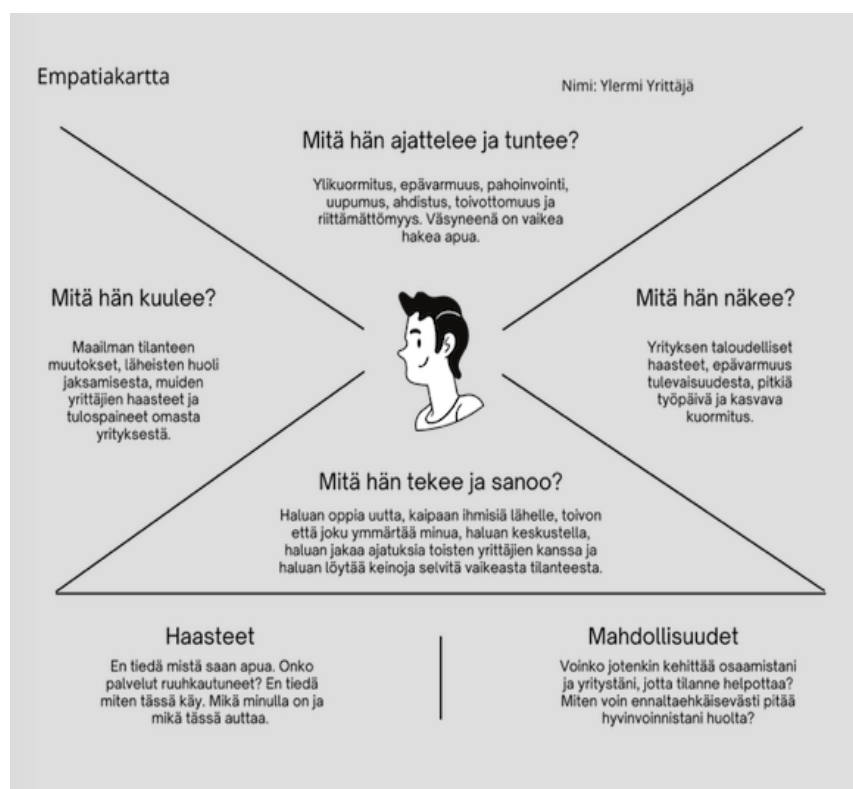 Empatiakartta
Nimi: Ylermi Yrittäjä
Mitä hän ajattelee ja tuntee?
Ylikuormitus, epävarmuus, pahoinvointi,
uupumus, ahdistus, toivottomuus ja
riittämättömyys. Väsyneenä on vaikea
hakea apua.
Mitä hän kuulee?
Maailman tilanteen
muutokset, läheisten huoli
jaksamisesta, muiden
yrittäjien haasteet ja
tulospaineet omasta
yrityksestä.
Mitä hän näkee?
Yrityksen taloudelliset
haasteet, epävarmuus
tulevaisuudesta, pitkiä
työpäivä ja kasvava
kuormitus.
Mitä hän tekee ja sanoo?
Haluan oppia uutta, kaipaan ihmisiä lähelle, toivon
että joku ymmärtää minua, haluan keskustella,
haluan jakaa ajatuksia toisten yrittäjien kanssa ja
haluan löytää keinoja selvitä vaikeasta tilanteesta.
Haasteet
En tiedä mistä saan apua. Onko
palvelut ruuhkautuneet? En tiedä
miten tässä käy. Mikä minulla on ja
mikä tässä auttaa.
Mahdollisuudet
Voinko jotenkin kehittää osaamistani
ja yritystäni, jotta tilanne helpottaa?
Miten voin ennaltaehkäisevästi pitää
hyvinvoinnistani huolta?